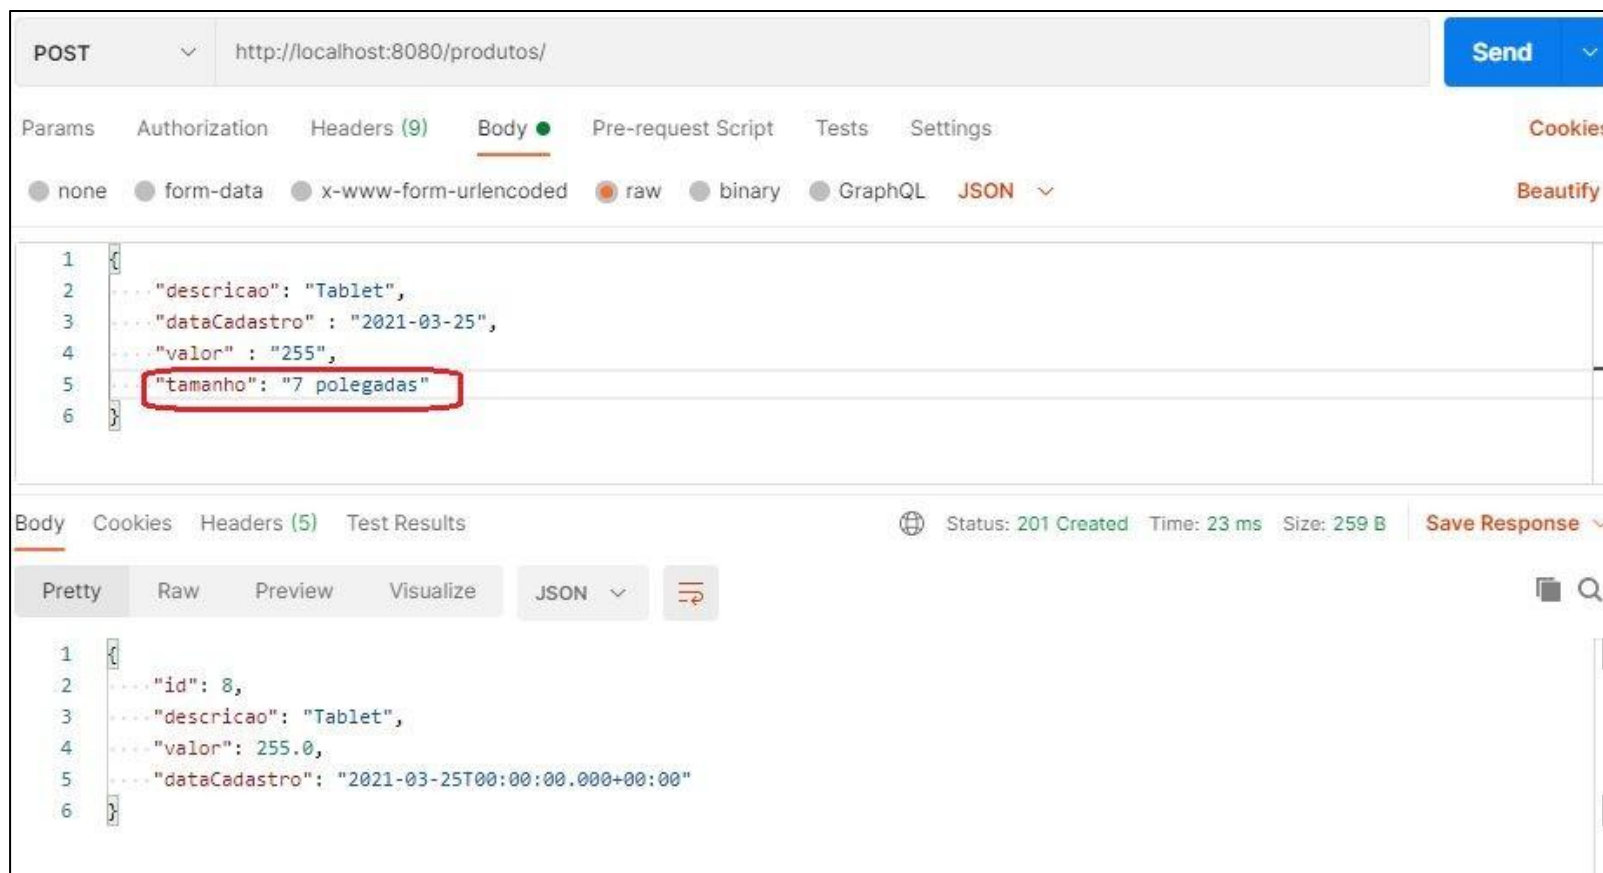 POST http://localhost:8080/produtos/ Send
Params Authorization Headers (9) Body Pre-request Script Tests Settings Cookies
none form-data x-www-form-urlencoded raw binary GraphQL JSON Beautify
1 {
2 "descricao": "Tablet",
3 "dataCadastro" : "2021-03-25",
4 "valor" : "255",
5 "tamanho": "7 polegadas"
6 }
Body Cookies Headers (5) Test Results Status: 201 Created Time: 23 ms Size: 259 B Save Response
Pretty Raw Preview Visualize JSON
1 {
2 "id": 8,
3 "descricao": "Tablet",
4 "valor": 255.0,
5 "dataCadastro": "2021-03-25T00:00:00.000+00:00"
6 }